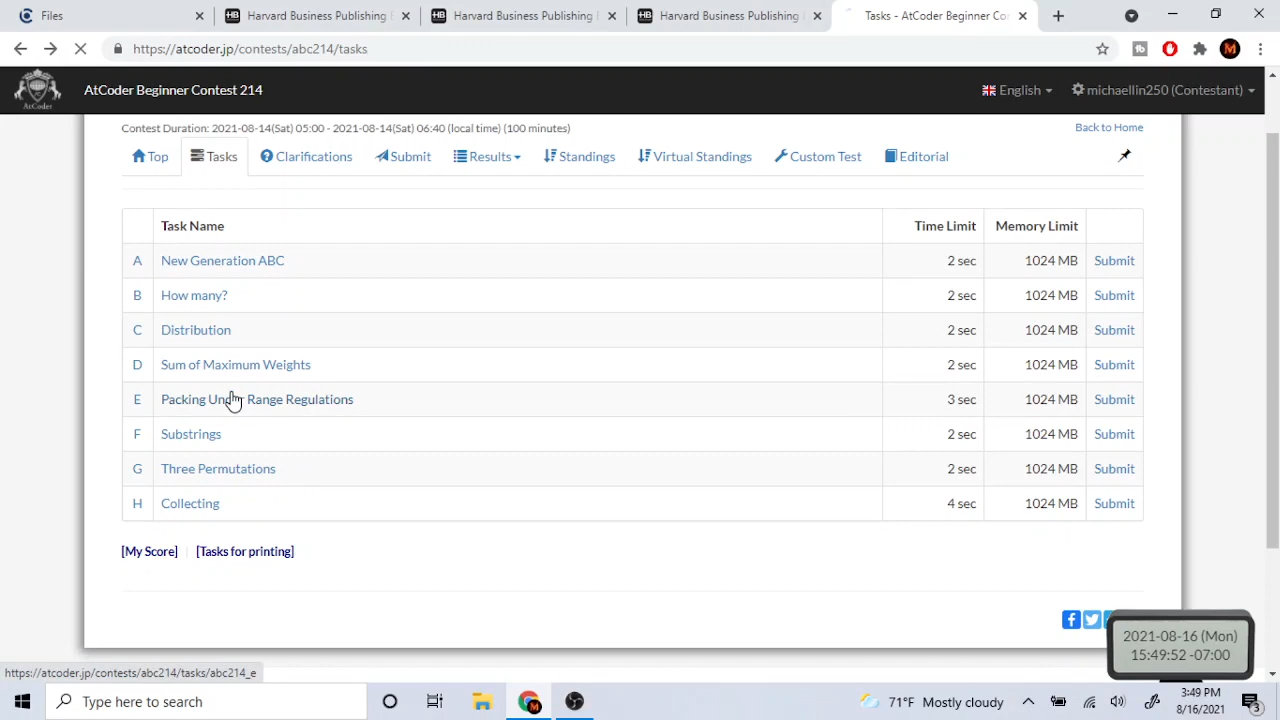 Files
Harvard Business Publishing
Harvard Business Publishing
Harvard Business Publishing
Tasks - AtCoder Beginner Co
https://atcoder.jp/contests/abc214/tasks
AtCoder
AtCoder Beginner Contest 214
English
michaellin250 (Contestant)
Contest Duration: 2021-08-14(Sat) 05:00 - 2021-08-14(Sat) 06:40 (local time) (100 minutes)
Back to Home
Top
Tasks
Clarifications
Submit
Results
Standings
Virtual Standings
Custom Test
Editorial
Task Name Time Limit Memory Limit
A New Generation ABC 2 sec 1024 MB Submit
B How many? 2 sec 1024 MB Submit
C Distribution 2 sec 1024 MB Submit
D Sum of Maximum Weights 2 sec 1024 MB Submit
E Packing Under Range Regulations 3 sec 1024 MB Submit
F Substrings 2 sec 1024 MB Submit
G Three Permutations 2 sec 1024 MB Submit
H Collecting 4 sec 1024 MB Submit
[My Score] [Tasks for printing]
2021-08-16 (Mon)
15:49:52 -07:00
https://atcoder.jp/contests/abc214/tasks/abc214_e
Type here to search
71°F Mostly cloudy
3:49 PM
8/16/2021
3